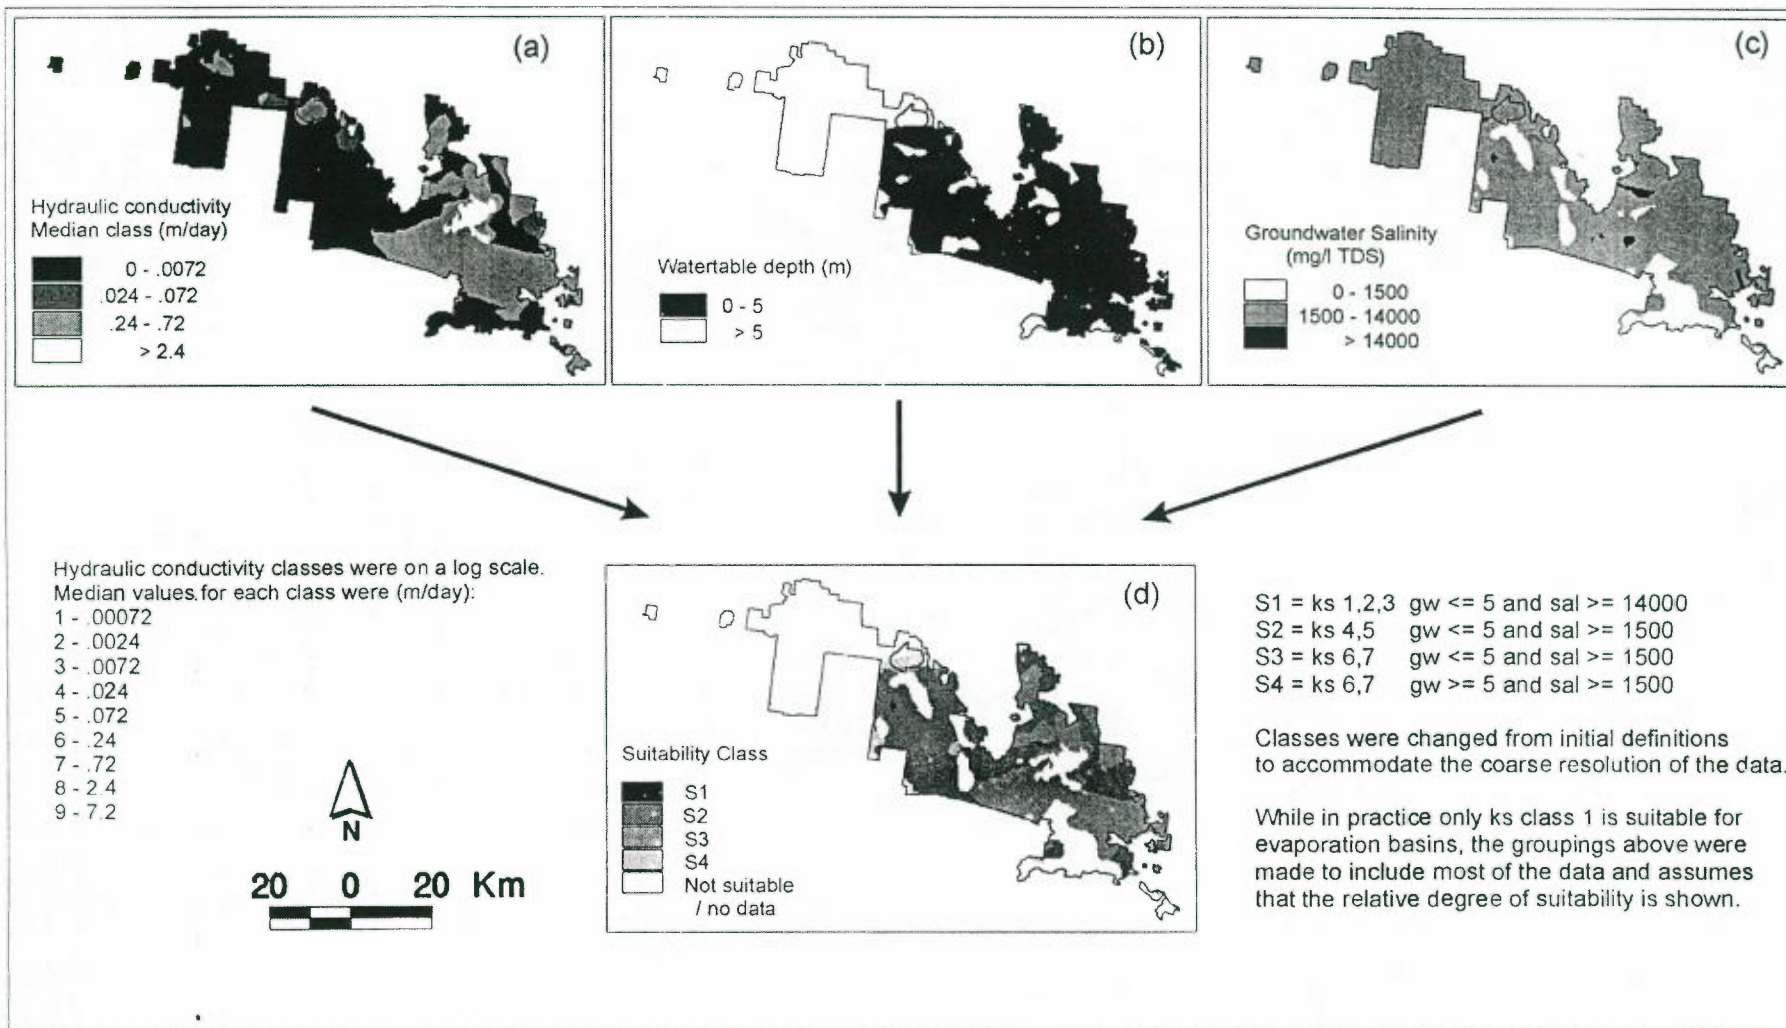 (a)
Hydraulic conductivity
Median class (m/day)
0 - .0072
.024 - .072
.24 - .72
> 2.4
(b)
Watertable depth (m)
0 - 5
> 5
(c)
Groundwater Salinity
(mg/l TDS)
0 - 1500
1500 - 14000
> 14000
Hydraulic conductivity classes were on a log scale.
Median values for each class were (m/day):
1 - .00072
2 - .0024
3 - .0072
4 - .024
5 - .072
6 - .24
7 - .72
8 - 2.4
9 - 7.2
N
20 0 20 Km
(d)
Suitability Class
S1
S2
S3
S4
Not suitable
/ no data
S1 = ks 1,2,3 gw <= 5 and sal >= 14000
S2 = ks 4,5 gw <= 5 and sal >= 1500
S3 = ks 6,7 gw <= 5 and sal >= 1500
S4 = ks 6,7 gw >= 5 and sal >= 1500
Classes were changed from initial definitions
to accommodate the coarse resolution of the data.
While in practice only ks class 1 is suitable for
evaporation basins, the groupings above were
made to include most of the data and assumes
that the relative degree of suitability is shown.